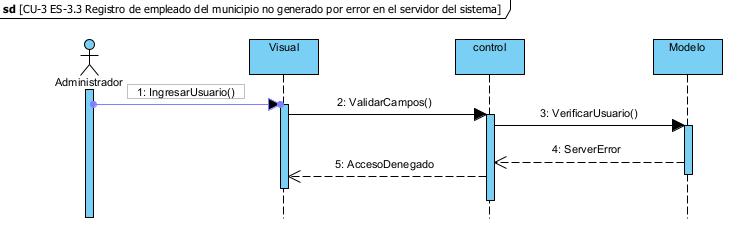 sd [CU-3 ES-3.3 Registro de empleado del municipio no generado por error en el servidor del sistema]
Visual
control
Modelo
Administrador
1: IngresarUsuario()
2: ValidarCampos()
3: VerificarUsuario()
4: ServerError
5: AccesoDenegado